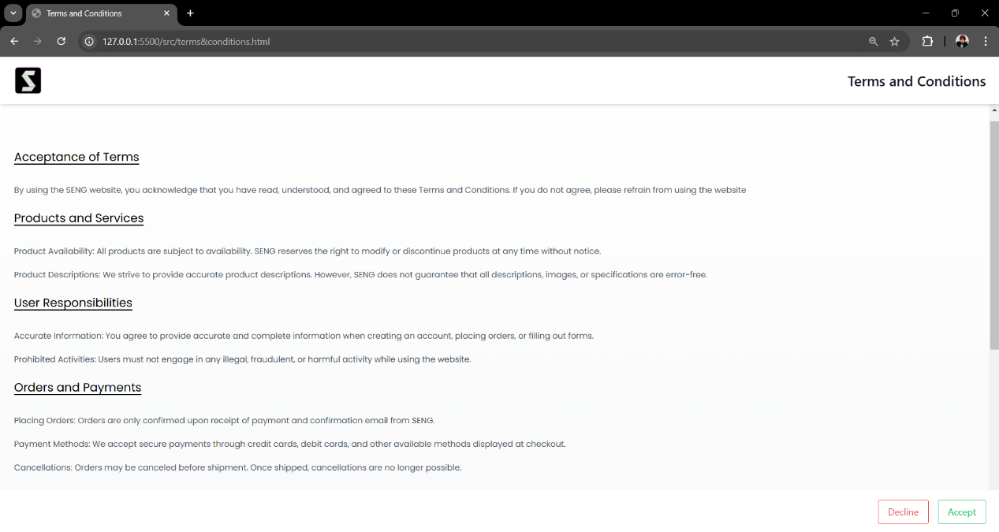 Terms and Conditions
127.0.0.1:5500/src/terms&conditions.html
S
Terms and Conditions
Acceptance of Terms
By using the SENG website, you acknowledge that you have read, understood, and agreed to these Terms and Conditions. If you do not agree, please refrain from using the website
Products and Services
Product Availability: All products are subject to availability. SENG reserves the right to modify or discontinue products at any time without notice.
Product Descriptions: We strive to provide accurate product descriptions. However, SENG does not guarantee that all descriptions, images, or specifications are error-free.
User Responsibilities
Accurate Information: You agree to provide accurate and complete information when creating an account, placing orders, or filling out forms.
Prohibited Activities: Users must not engage in any illegal, fraudulent, or harmful activity while using the website.
Orders and Payments
Placing Orders: Orders are only confirmed upon receipt of payment and confirmation email from SENG.
Payment Methods: We accept secure payments through credit cards, debit cards, and other available methods displayed at checkout.
Cancellations: Orders may be canceled before shipment. Once shipped, cancellations are no longer possible.
Decline Accept